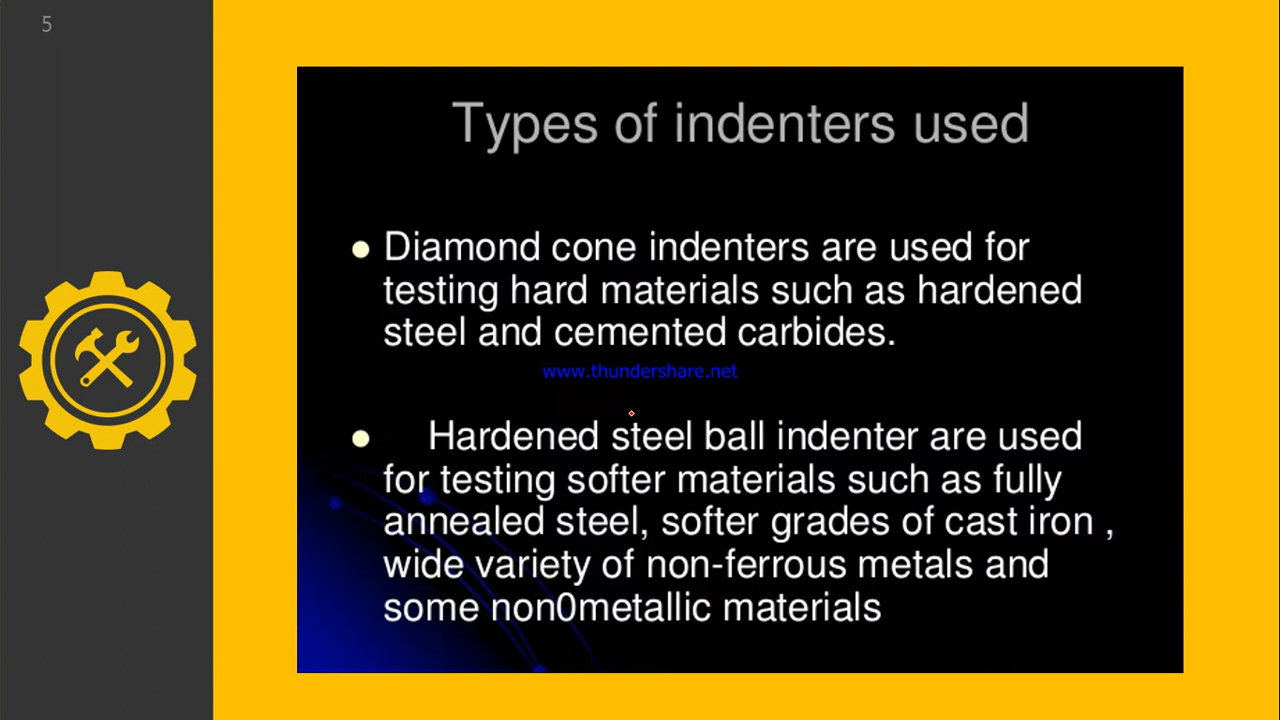 5
Types of indenters used
Diamond cone indenters are used for
testing hard materials such as hardened
steel and cemented carbides.
www.thundershare.net
Hardened steel ball indenter are used
for testing softer materials such as fully
annealed steel, softer grades of cast iron ,
wide variety of non-ferrous metals and
some non0metallic materials